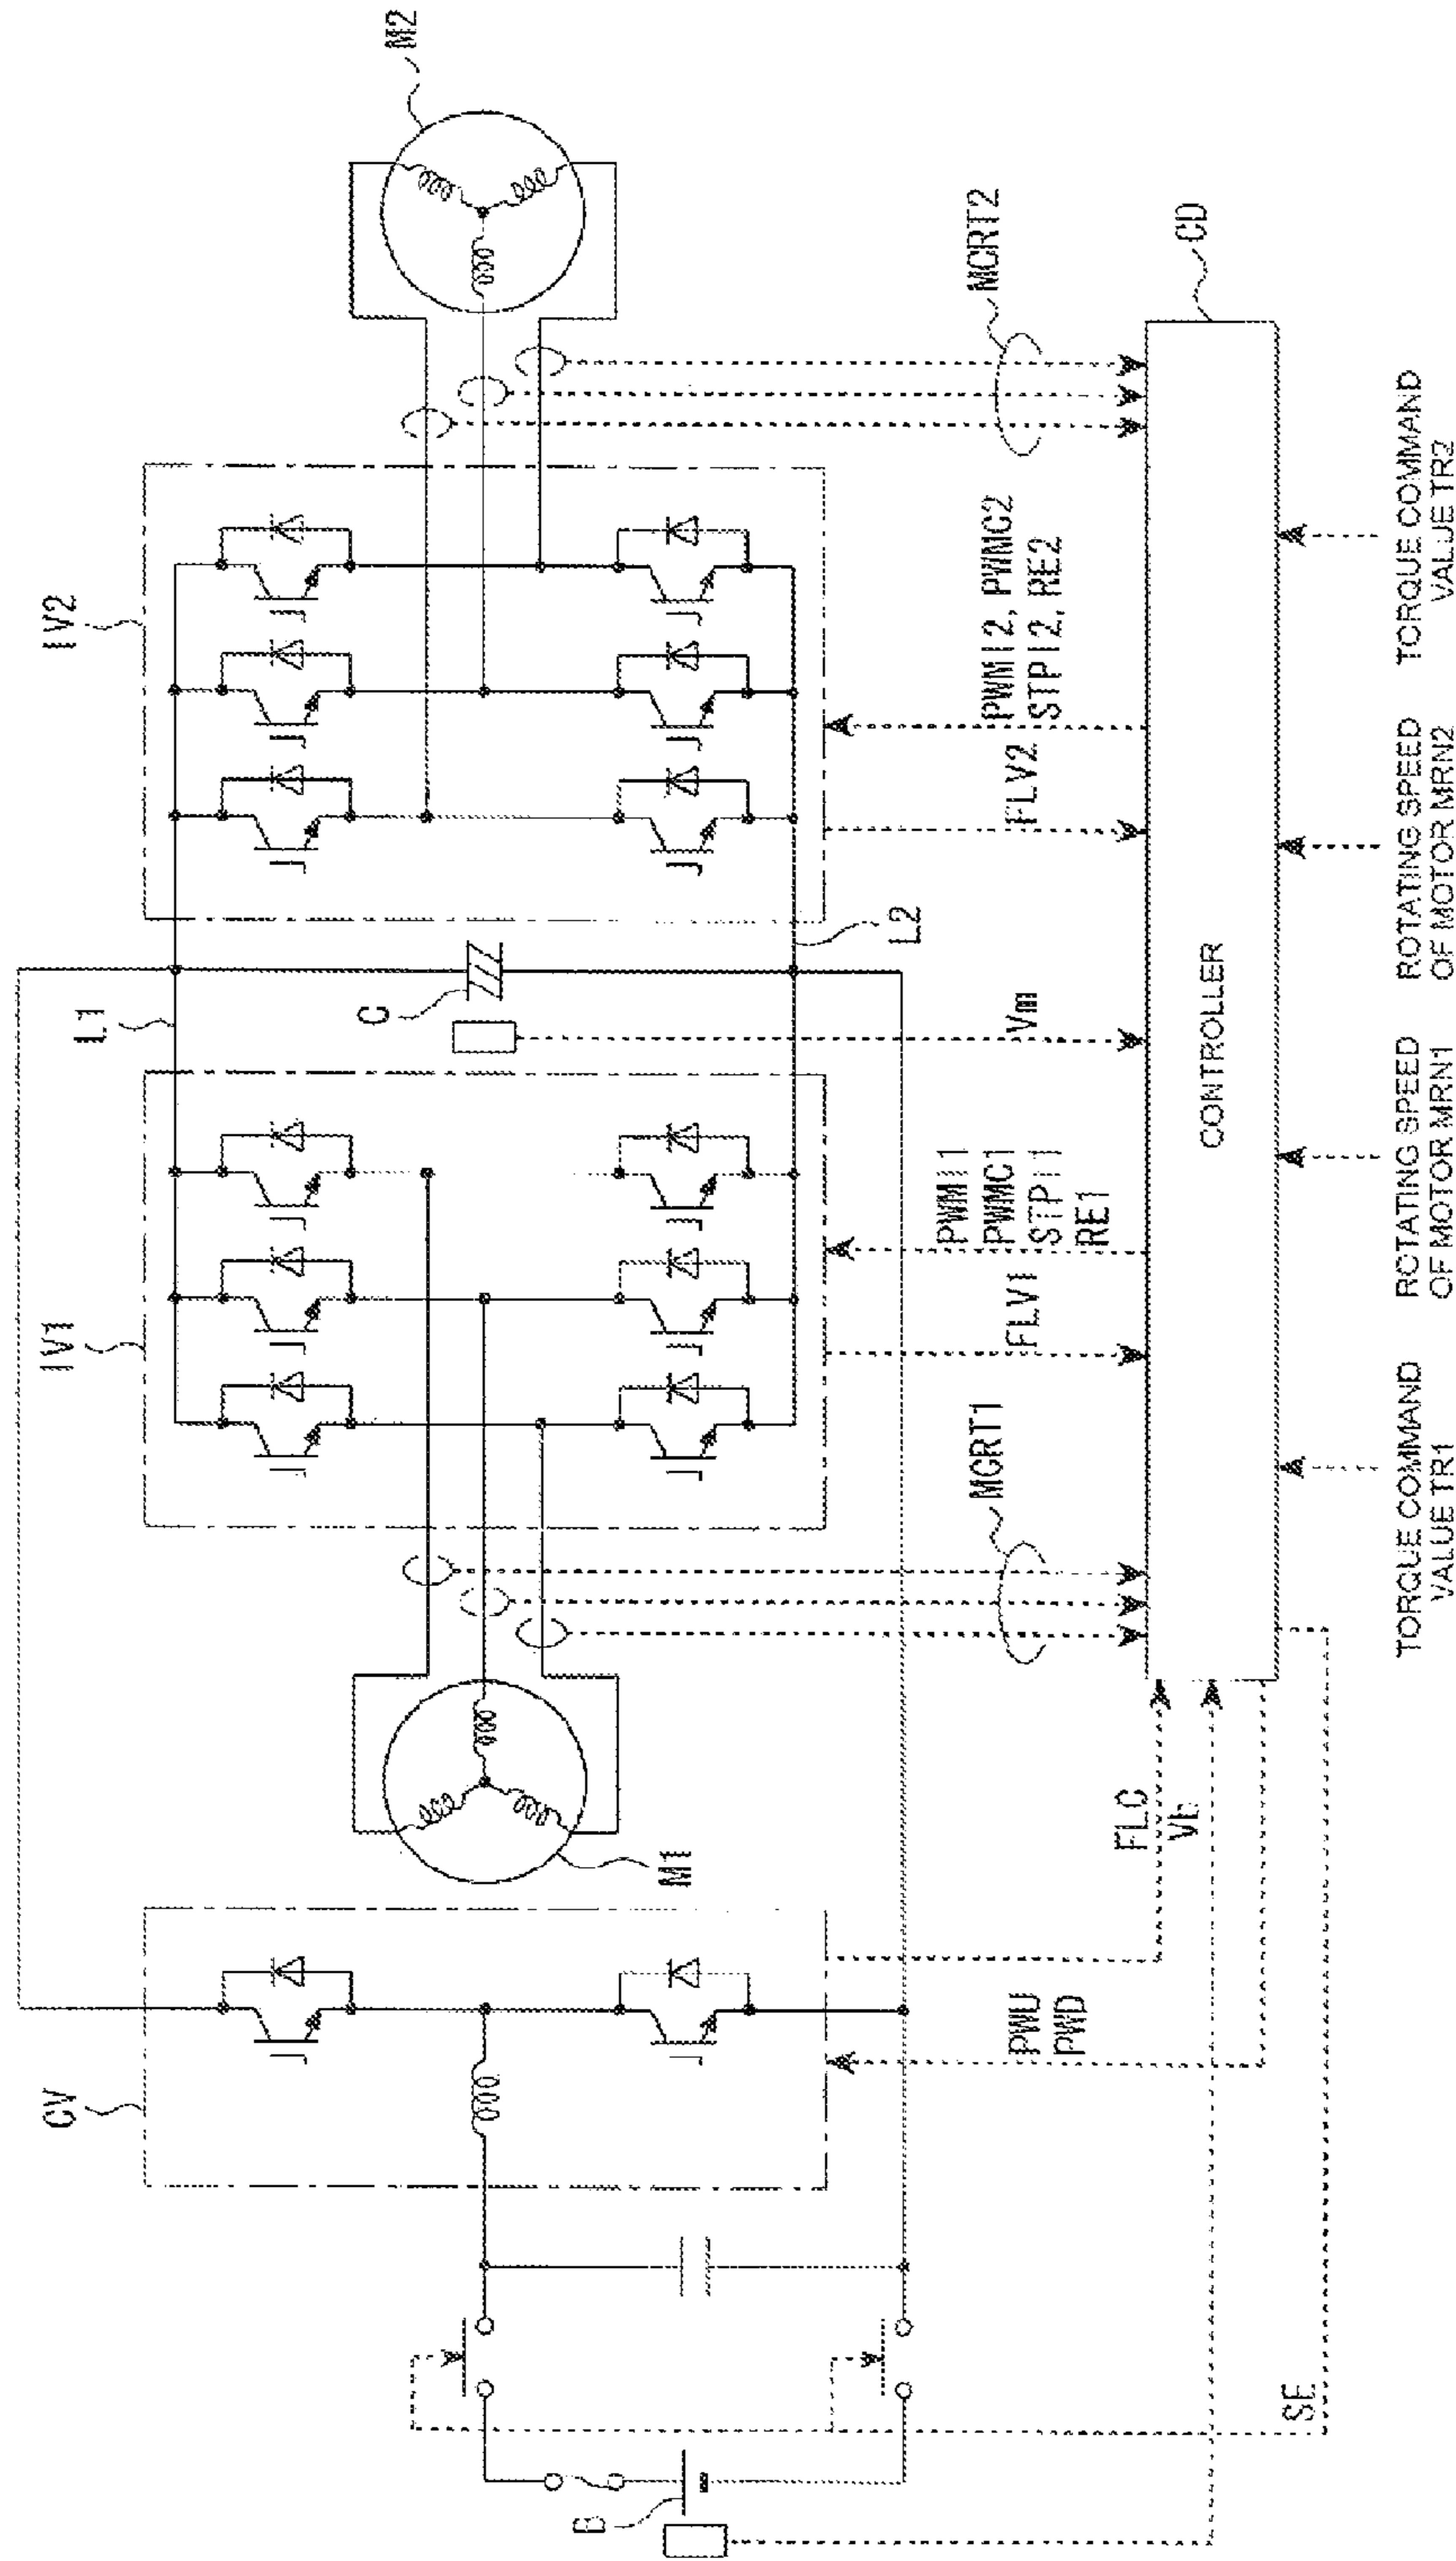 CV
IV1
L1
IV2
M2
M1
C
L2
B
MCRT1
MCRT2
FLV1
PWMI1
PWMC1
STPI1
RE1
Vm
FLV2
PWMI2, PWMC2
STPI2, RE2
PWU
PWD
FLC
Vb
SE
CD
CONTROLLER
TORQUE COMMAND
VALUE TR1
ROTATING SPEED
OF MOTOR MRN1
ROTATING SPEED
OF MOTOR MRN2
TORQUE COMMAND
VALUE TR2